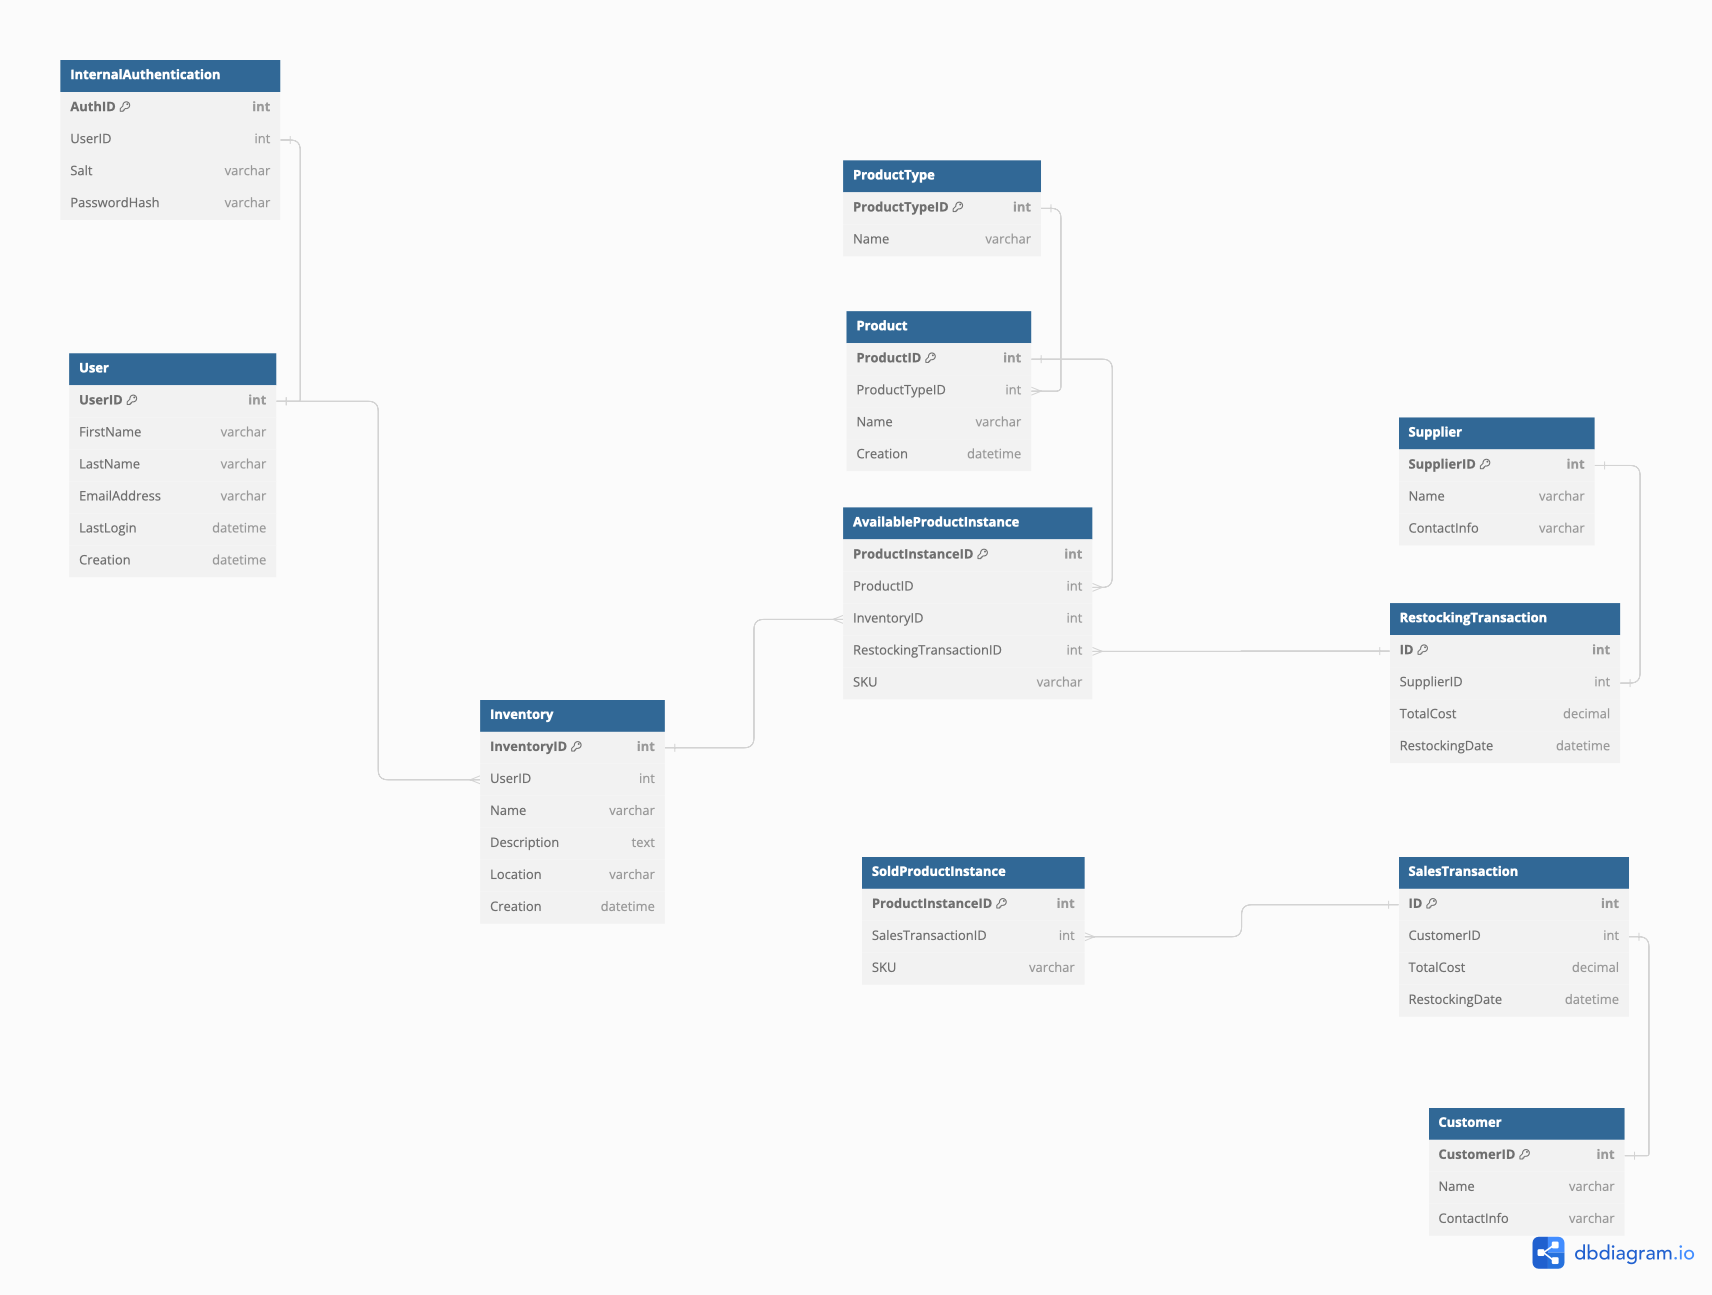 InternalAuthentication
AuthID int
UserID int
Salt varchar
PasswordHash varchar
User
UserID int
FirstName varchar
LastName varchar
EmailAddress varchar
LastLogin datetime
Creation datetime
Inventory
InventoryID int
UserID int
Name varchar
Description text
Location varchar
Creation datetime
ProductType
ProductTypeID int
Name varchar
Product
ProductID int
ProductTypeID int
Name varchar
Creation datetime
AvailableProductInstance
ProductInstanceID int
ProductID int
InventoryID int
RestockingTransactionID int
SKU varchar
SoldProductInstance
ProductInstanceID int
SalesTransactionID int
SKU varchar
Supplier
SupplierID int
Name varchar
ContactInfo varchar
RestockingTransaction
ID int
SupplierID int
TotalCost decimal
RestockingDate datetime
SalesTransaction
ID int
CustomerID int
TotalCost decimal
RestockingDate datetime
Customer
CustomerID int
Name varchar
ContactInfo varchar
dbdiagram.io